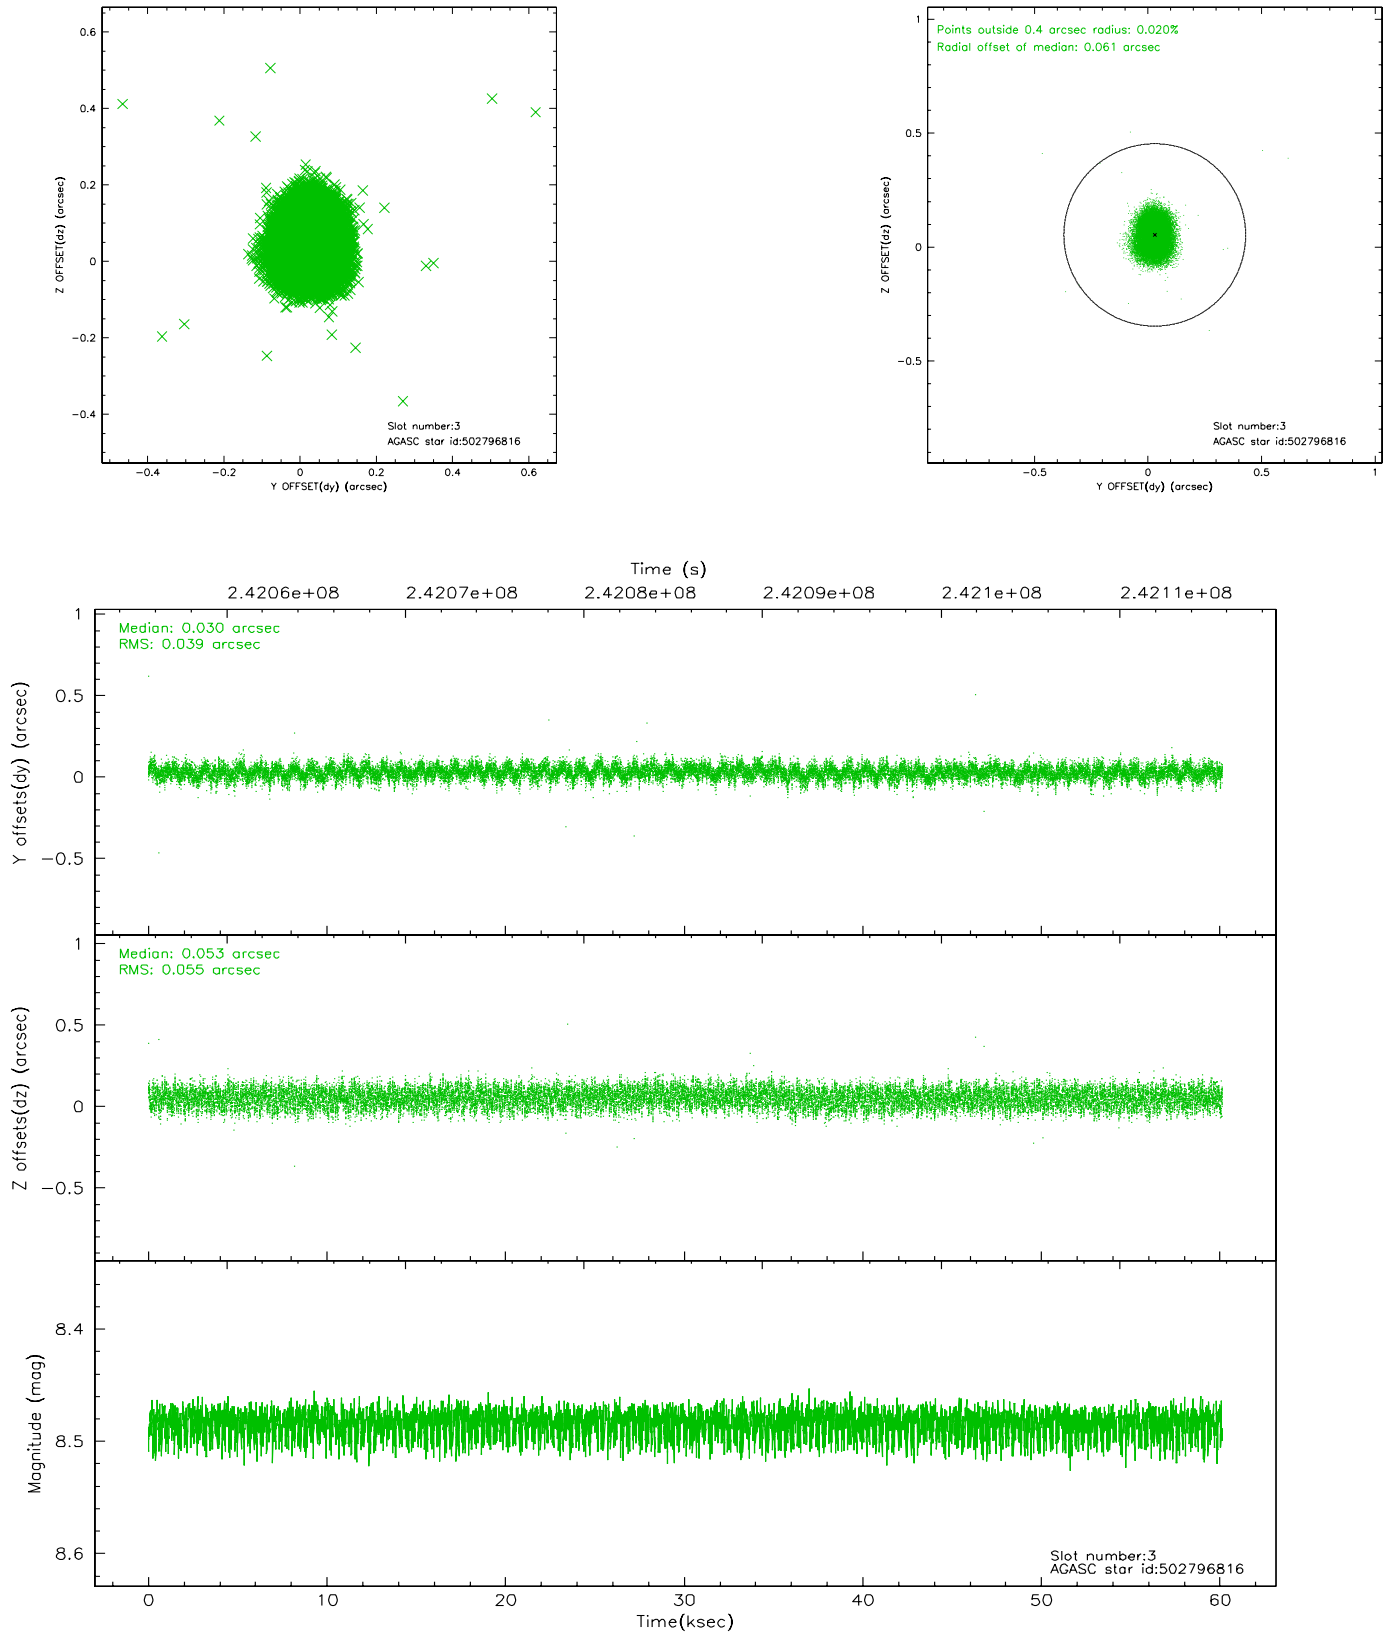 0.6
0.4
0.2
0
−0.2
−0.4
Z OFFSET(dz) (arcsec)
Slot number:3
AGASC star id:502796816
−0.4 −0.2 0 0.2 0.4 0.6
Y OFFSET(dy) (arcsec)
Points outside 0.4 arcsec radius: 0.020%
Radial offset of median: 0.061 arcsec
1
0.5
0
−0.5
Z OFFSET(dz) (arcsec)
Slot number:3
AGASC star id:502796816
−0.5 0 0.5 1
Y OFFSET(dy) (arcsec)
Time (s)
2.4206e+08 2.4207e+08 2.4208e+08 2.4209e+08 2.421e+08 2.4211e+08
Median: 0.030 arcsec
RMS: 0.039 arcsec
1
0.5
0
−0.5
Y offsets(dy) (arcsec)
Median: 0.053 arcsec
RMS: 0.055 arcsec
1
0.5
0
−0.5
Z offsets(dz) (arcsec)
8.4
8.5
8.6
Magnitude (mag)
Slot number:3
AGASC star id:502796816
0 10 20 30 40 50 60
Time(ksec)